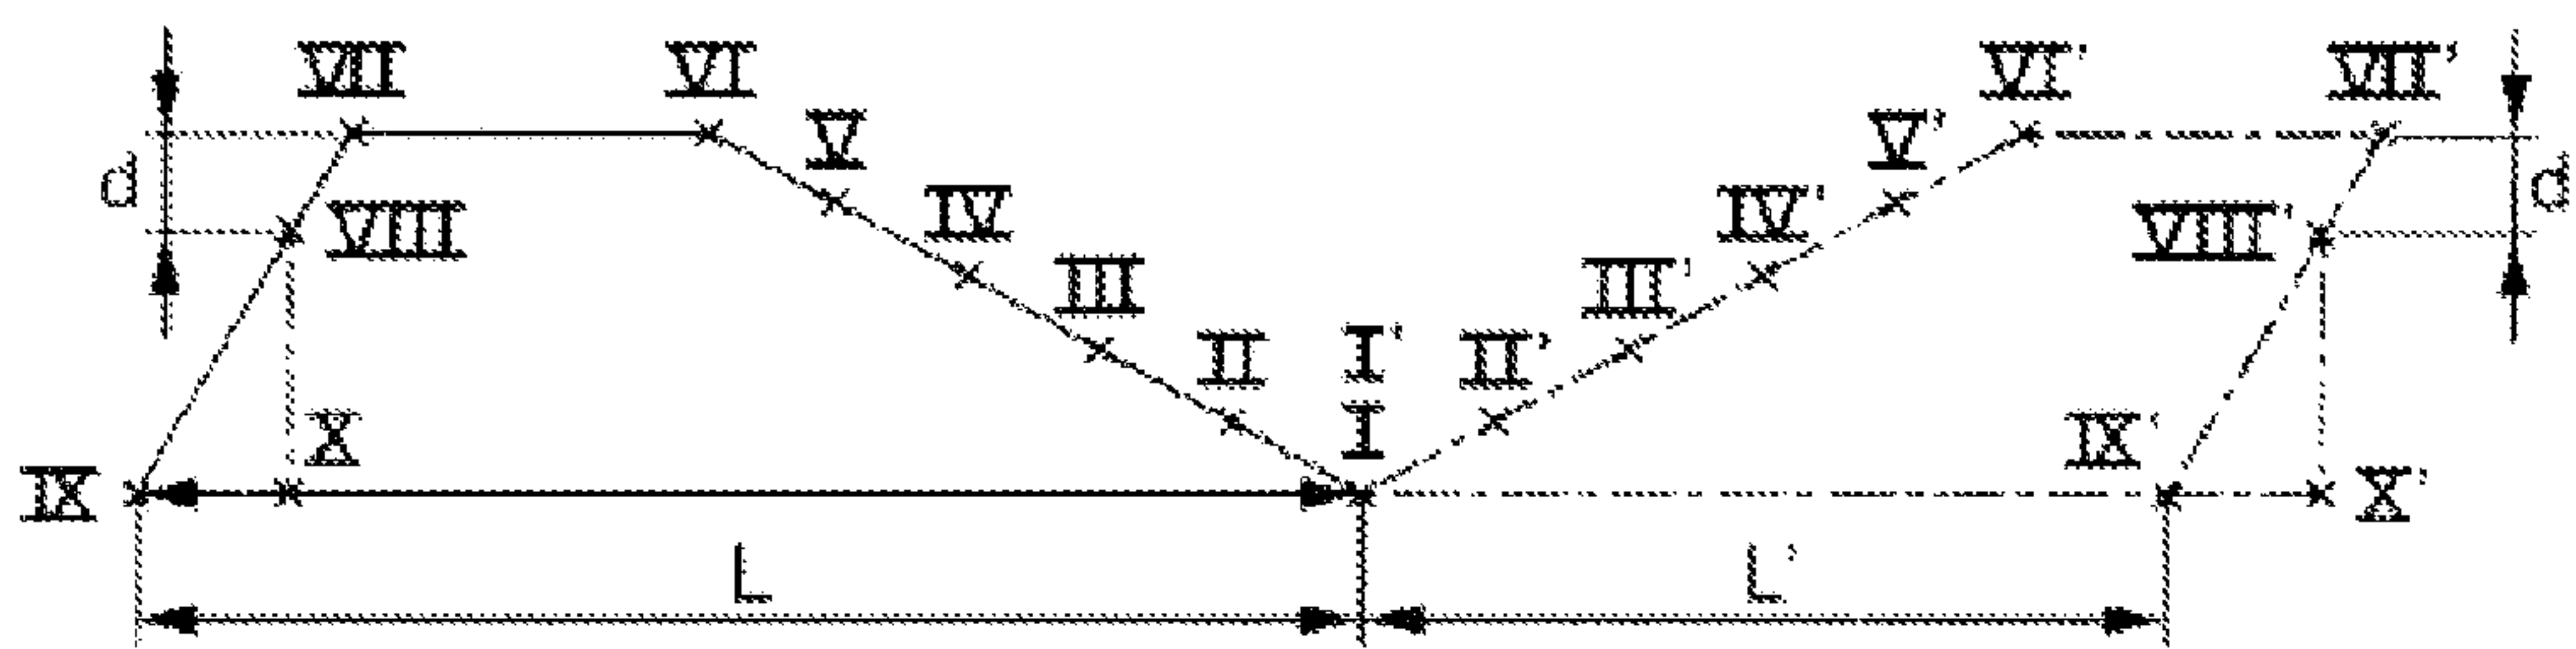 VII VI VI' VII'
V V'
d VIII IV IV' VIII' d
III III'
II I' II'
X I IX'
IX X'
L L'